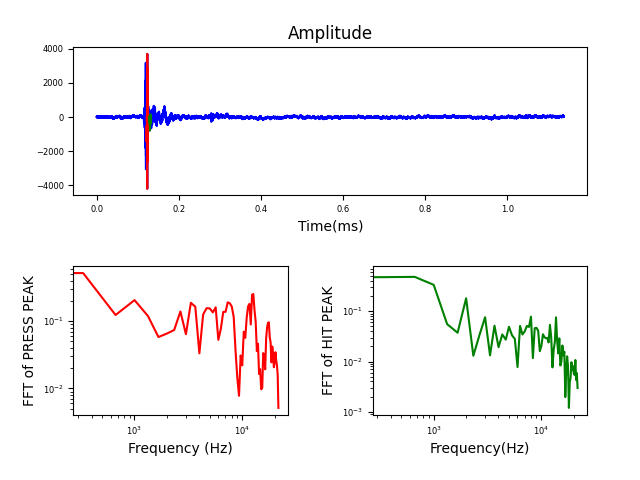 Amplitude
4000
2000
0
−2000
−4000
0.0 0.2 0.4 0.6 0.8 1.0
Time(ms)
FFT of PRESS PEAK
10⁻¹
10⁻²
10³ 10⁴
Frequency (Hz)
FFT of HIT PEAK
10⁻¹
10⁻²
10⁻³
10³ 10⁴
Frequency(Hz)